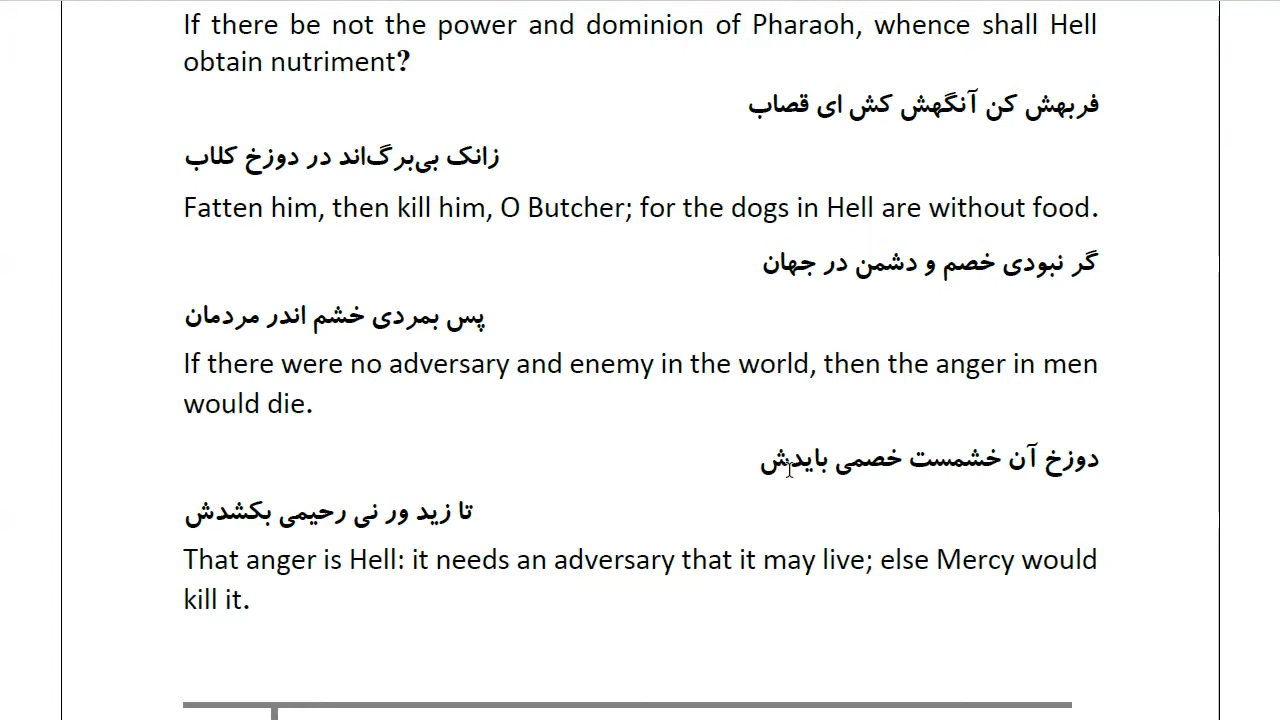 If there be not the power and dominion of Pharaoh, whence shall Hell
obtain nutriment?
فربهش کن آنگهش کش ای قصاب
زانک بی‌برگ‌اند در دوزخ کلاب
Fatten him, then kill him, O Butcher; for the dogs in Hell are without food.
گر نبودی خصم و دشمن در جهان
پس بمردی خشم اندر مردمان
If there were no adversary and enemy in the world, then the anger in men
would die.
دوزخ آن خشمست خصمی بایدش
تا زید ور نی رحیمی بکشدش
That anger is Hell: it needs an adversary that it may live; else Mercy would
kill it.